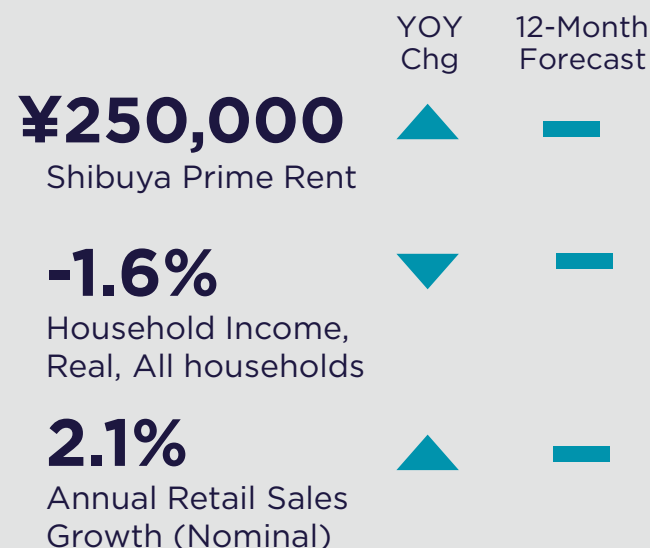 YOY
Chg
12-Month
Forecast
¥250,000
Shibuya Prime Rent
-1.6%
Household Income,
Real, All households
2.1%
Annual Retail Sales
Growth (Nominal)